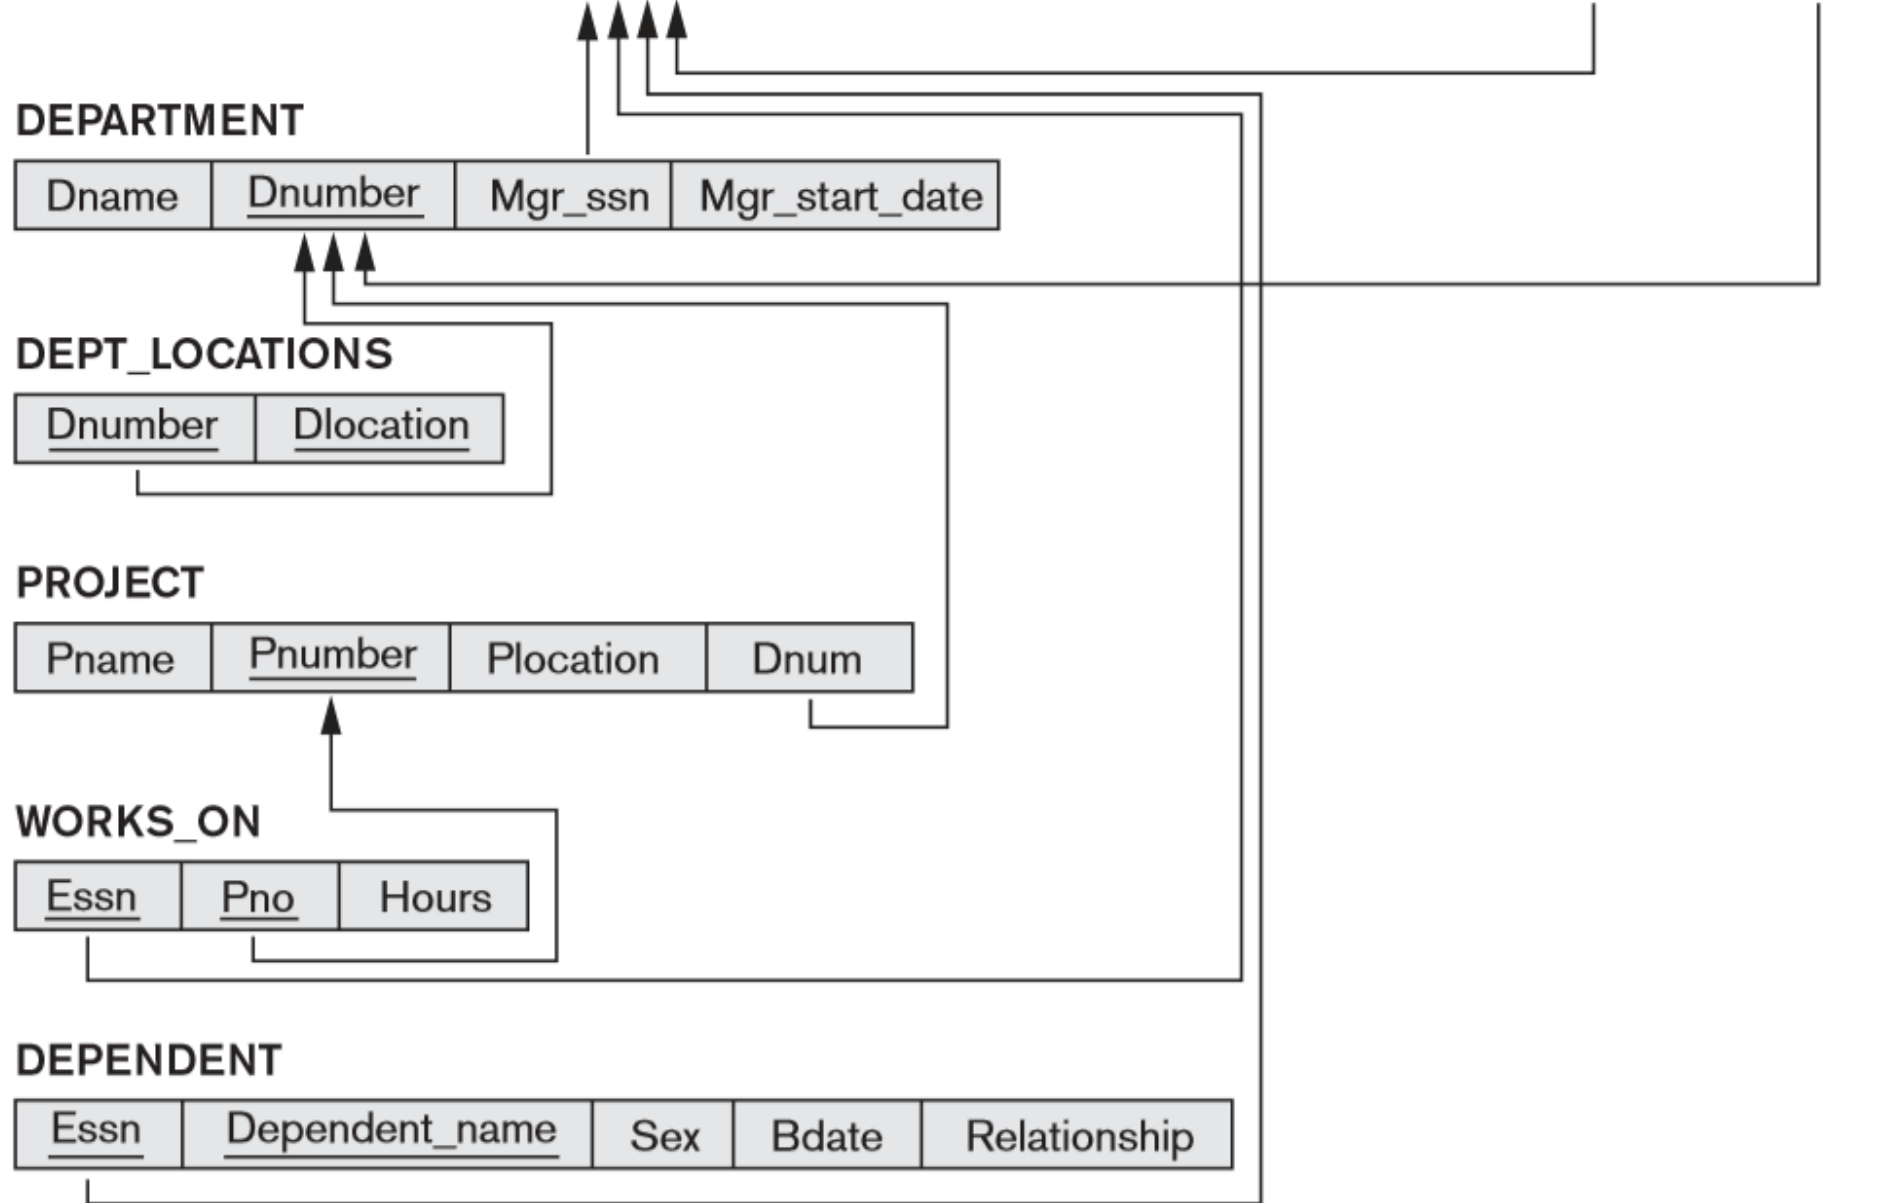 DEPARTMENT
Dname Dnumber Mgr_ssn Mgr_start_date
DEPT_LOCATIONS
Dnumber Dlocation
PROJECT
Pname Pnumber Plocation Dnum
WORKS_ON
Essn Pno Hours
DEPENDENT
Essn Dependent_name Sex Bdate Relationship